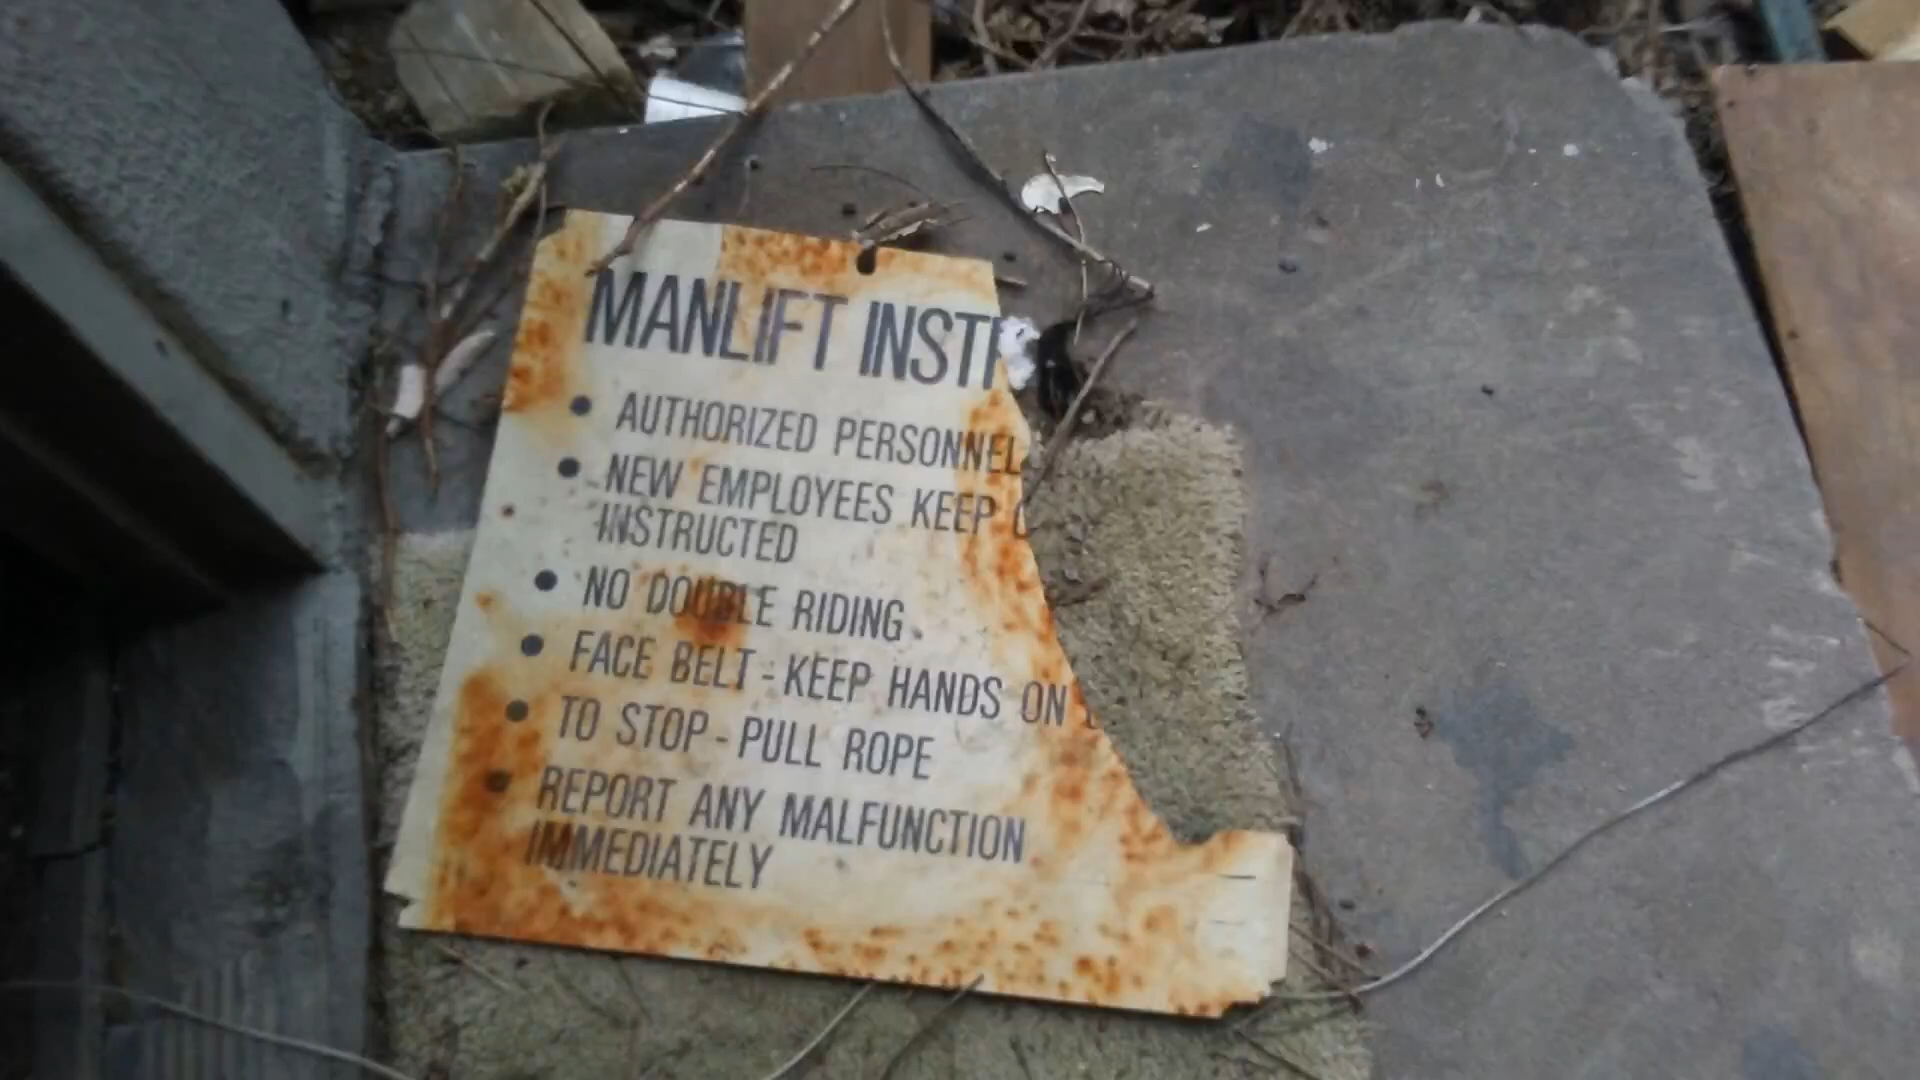 MANLIFT INSTR
• AUTHORIZED PERSONNEL
• NEW EMPLOYEES KEEP
INSTRUCTED
• NO DOUBLE RIDING.
• FACE BELT - KEEP HANDS ON
• TO STOP - PULL ROPE
• REPORT ANY MALFUNCTION
IMMEDIATELY